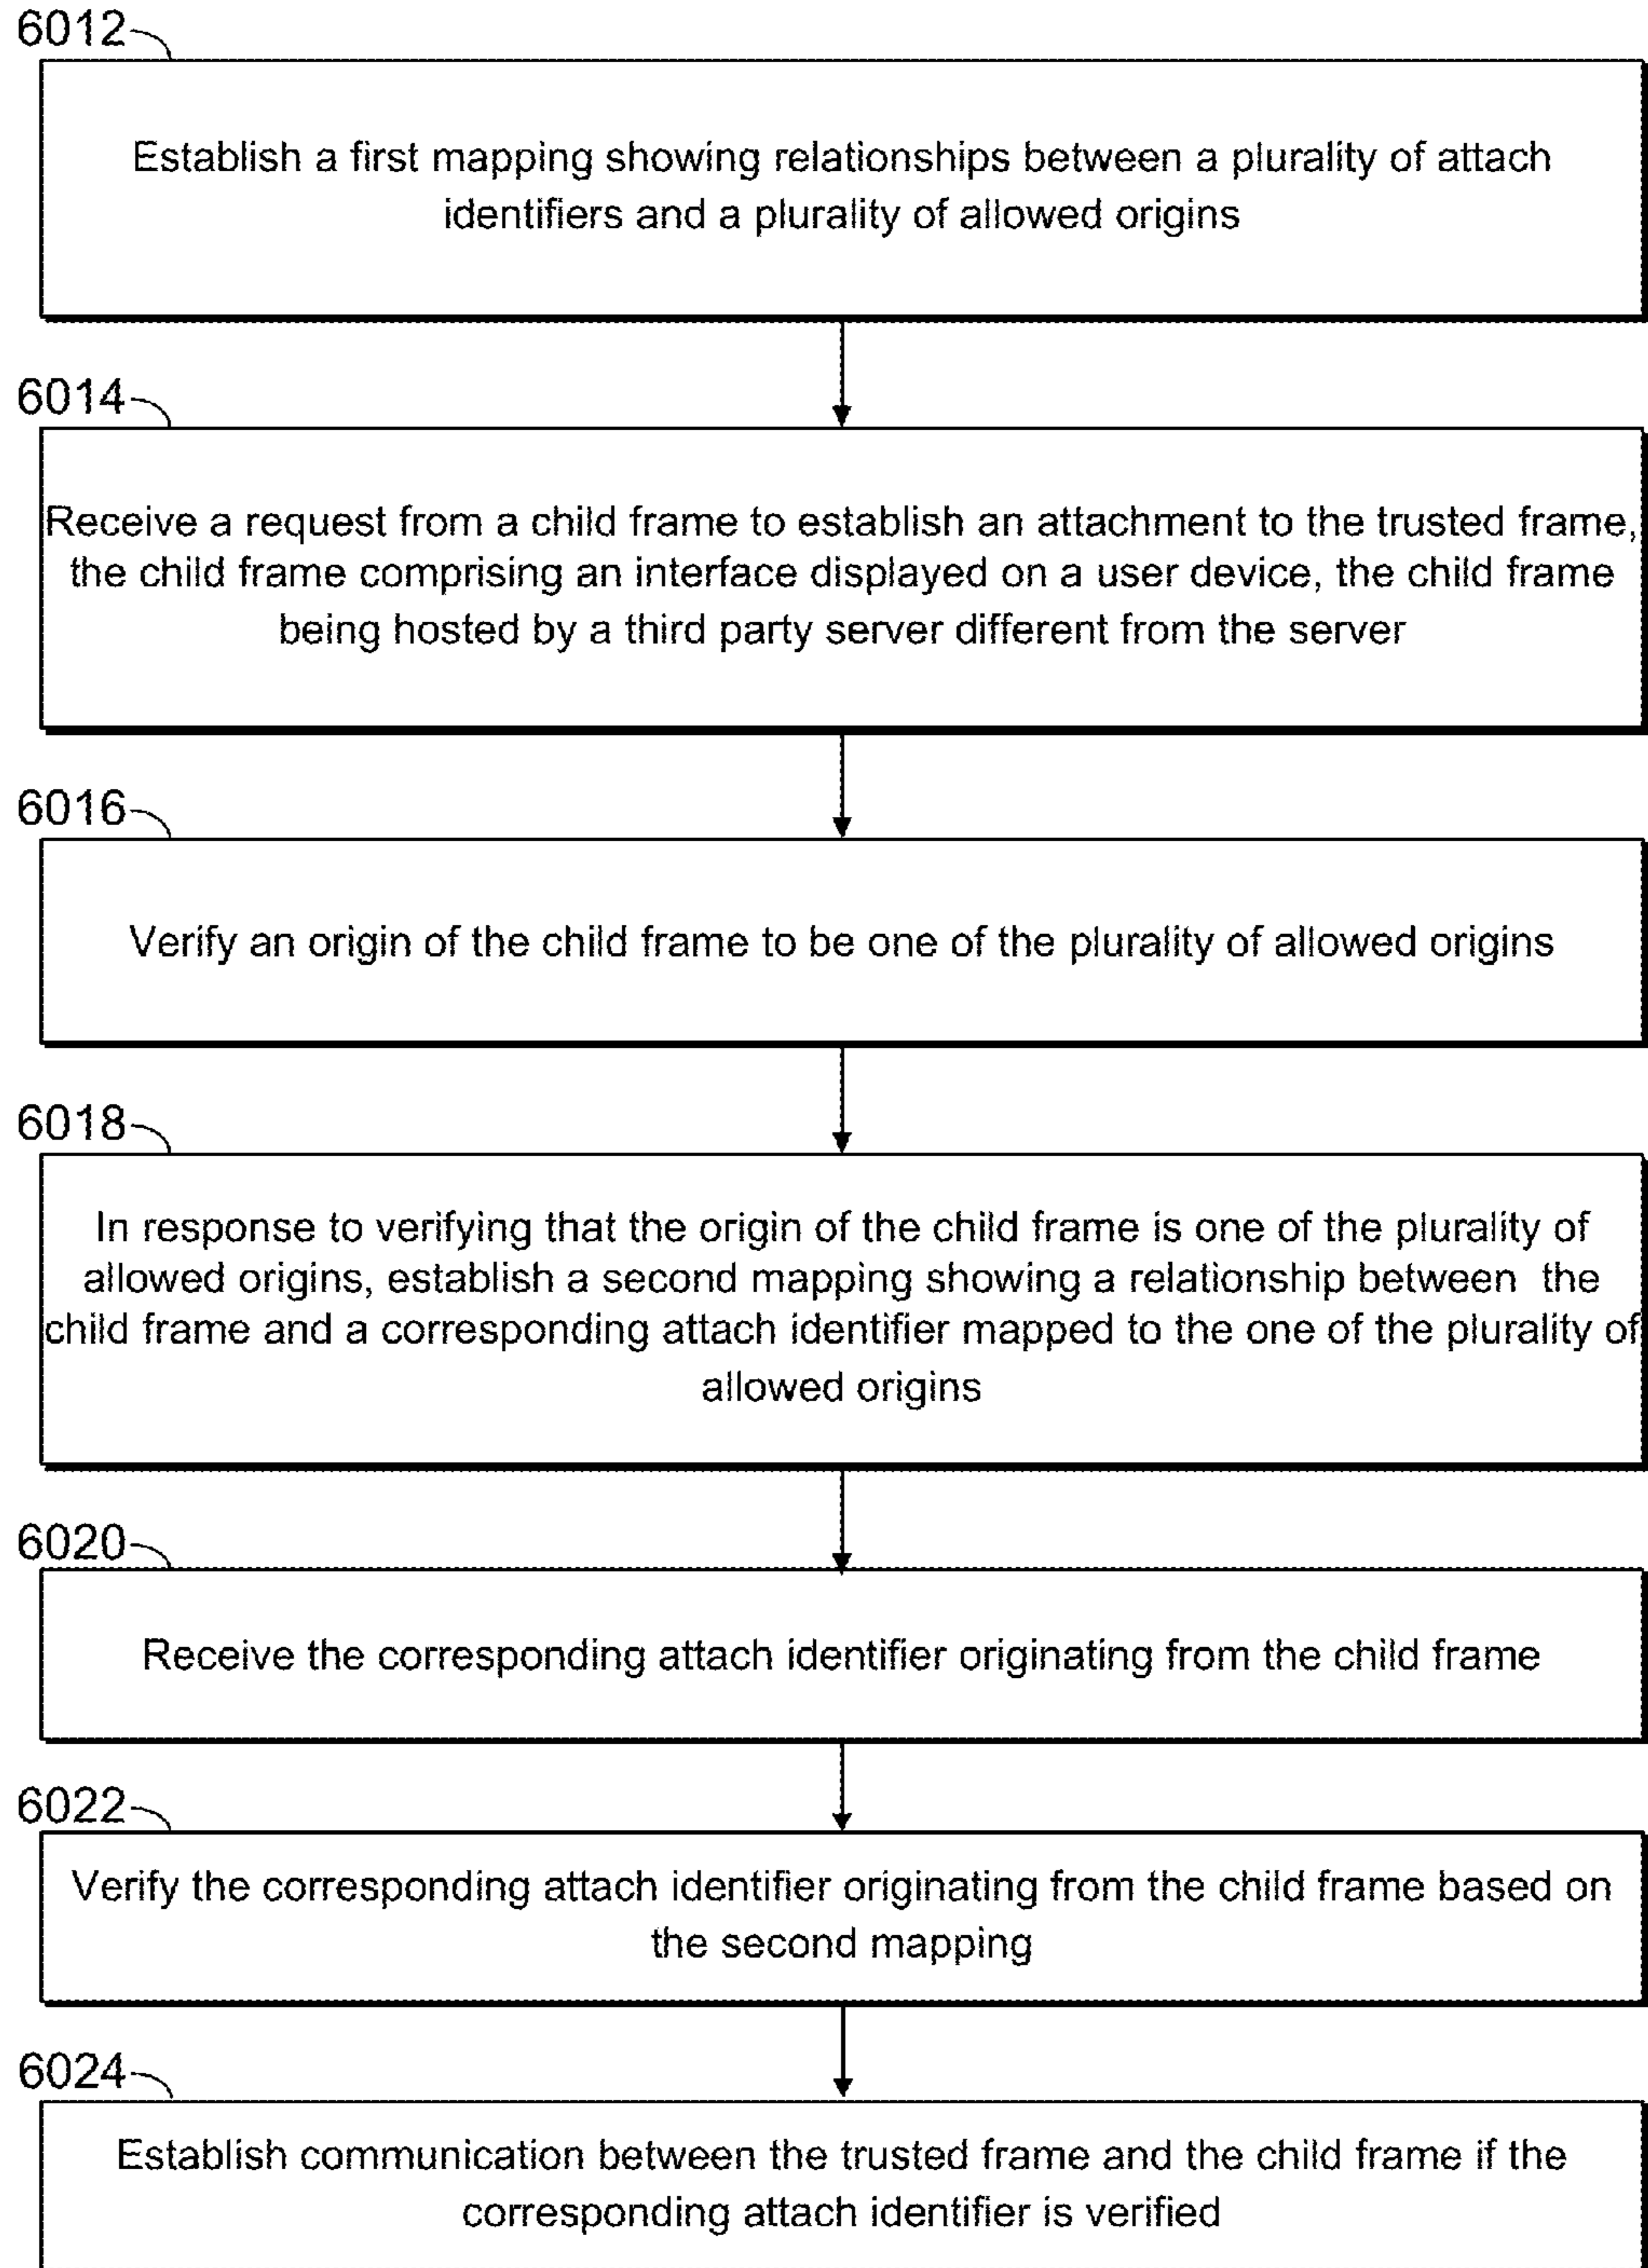 6012
Establish a first mapping showing relationships between a plurality of attach
identifiers and a plurality of allowed origins
6014
Receive a request from a child frame to establish an attachment to the trusted frame,
the child frame comprising an interface displayed on a user device, the child frame
being hosted by a third party server different from the server
6016
Verify an origin of the child frame to be one of the plurality of allowed origins
6018
In response to verifying that the origin of the child frame is one of the plurality of
allowed origins, establish a second mapping showing a relationship between the
child frame and a corresponding attach identifier mapped to the one of the plurality of
allowed origins
6020
Receive the corresponding attach identifier originating from the child frame
6022
Verify the corresponding attach identifier originating from the child frame based on
the second mapping
6024
Establish communication between the trusted frame and the child frame if the
corresponding attach identifier is verified